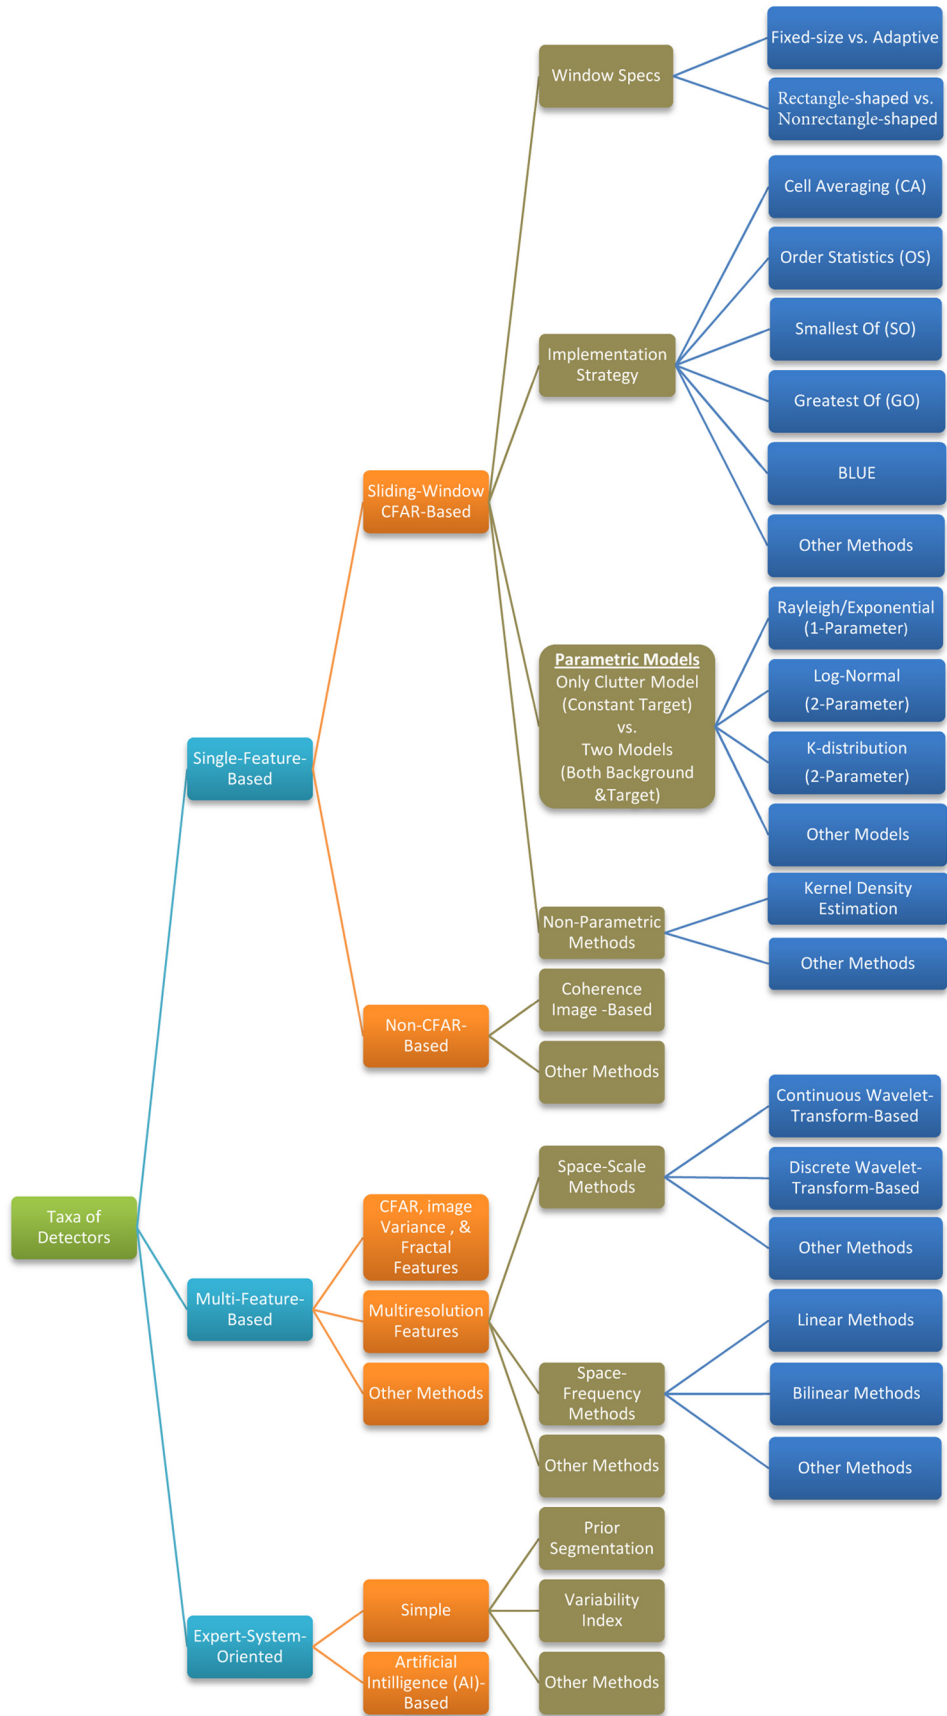 Fixed-size vs. Adaptive
Window Specs
Rectangle-shaped vs.
Nonrectangle-shaped
Cell Averaging (CA)
Order Statistics (OS)
Smallest Of (SO)
Implementation
Strategy
Greatest Of (GO)
BLUE
Sliding-Window
CFAR-Based
Other Methods
Rayleigh/Exponential
(1-Parameter)
Parametric Models
Only Clutter Model
(Constant Target)
vs.
Two Models
(Both Background
&Target)
Log-Normal
(2-Parameter)
K-distribution
(2-Parameter)
Single-Feature-
Based
Other Models
Kernel Density
Estimation
Non-Parametric
Methods
Other Methods
Coherence
Image -Based
Non-CFAR-
Based
Other Methods
Continuous Wavelet-
Transform-Based
Space-Scale
Methods
Discrete Wavelet-
Transform-Based
Other Methods
Taxa of
Detectors
CFAR, image
Variance , &
Fractal
Features
Multi-Feature-
Based
Multiresolution
Features
Linear Methods
Space-
Frequency
Methods
Bilinear Methods
Other Methods
Other Methods
Other Methods
Prior
Segmentation
Simple
Variability
Index
Expert-System-
Oriented
Artificial
Intilligence (AI)-
Based
Other Methods